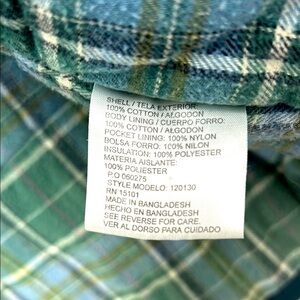 SHELL / TELA EXTERIOR:
100% COTTON / ALGODON
BODY LINING / CUERPO FORRO:
100% COTTON / ALGODON
POCKET LINING: 100% NYLON
BOLSA FORRO: 100% NILON
INSULATION: 100% POLYESTER
MATERIA AISLANTE:
100% POLIESTER
P.O 060275
STYLE MODELO: 120130
RN 15101
MADE IN BANGLADESH
HECHO EN BANGLADESH
SEE REVERSE FOR CARE.
VER AL DORSO PARA CUIDADO